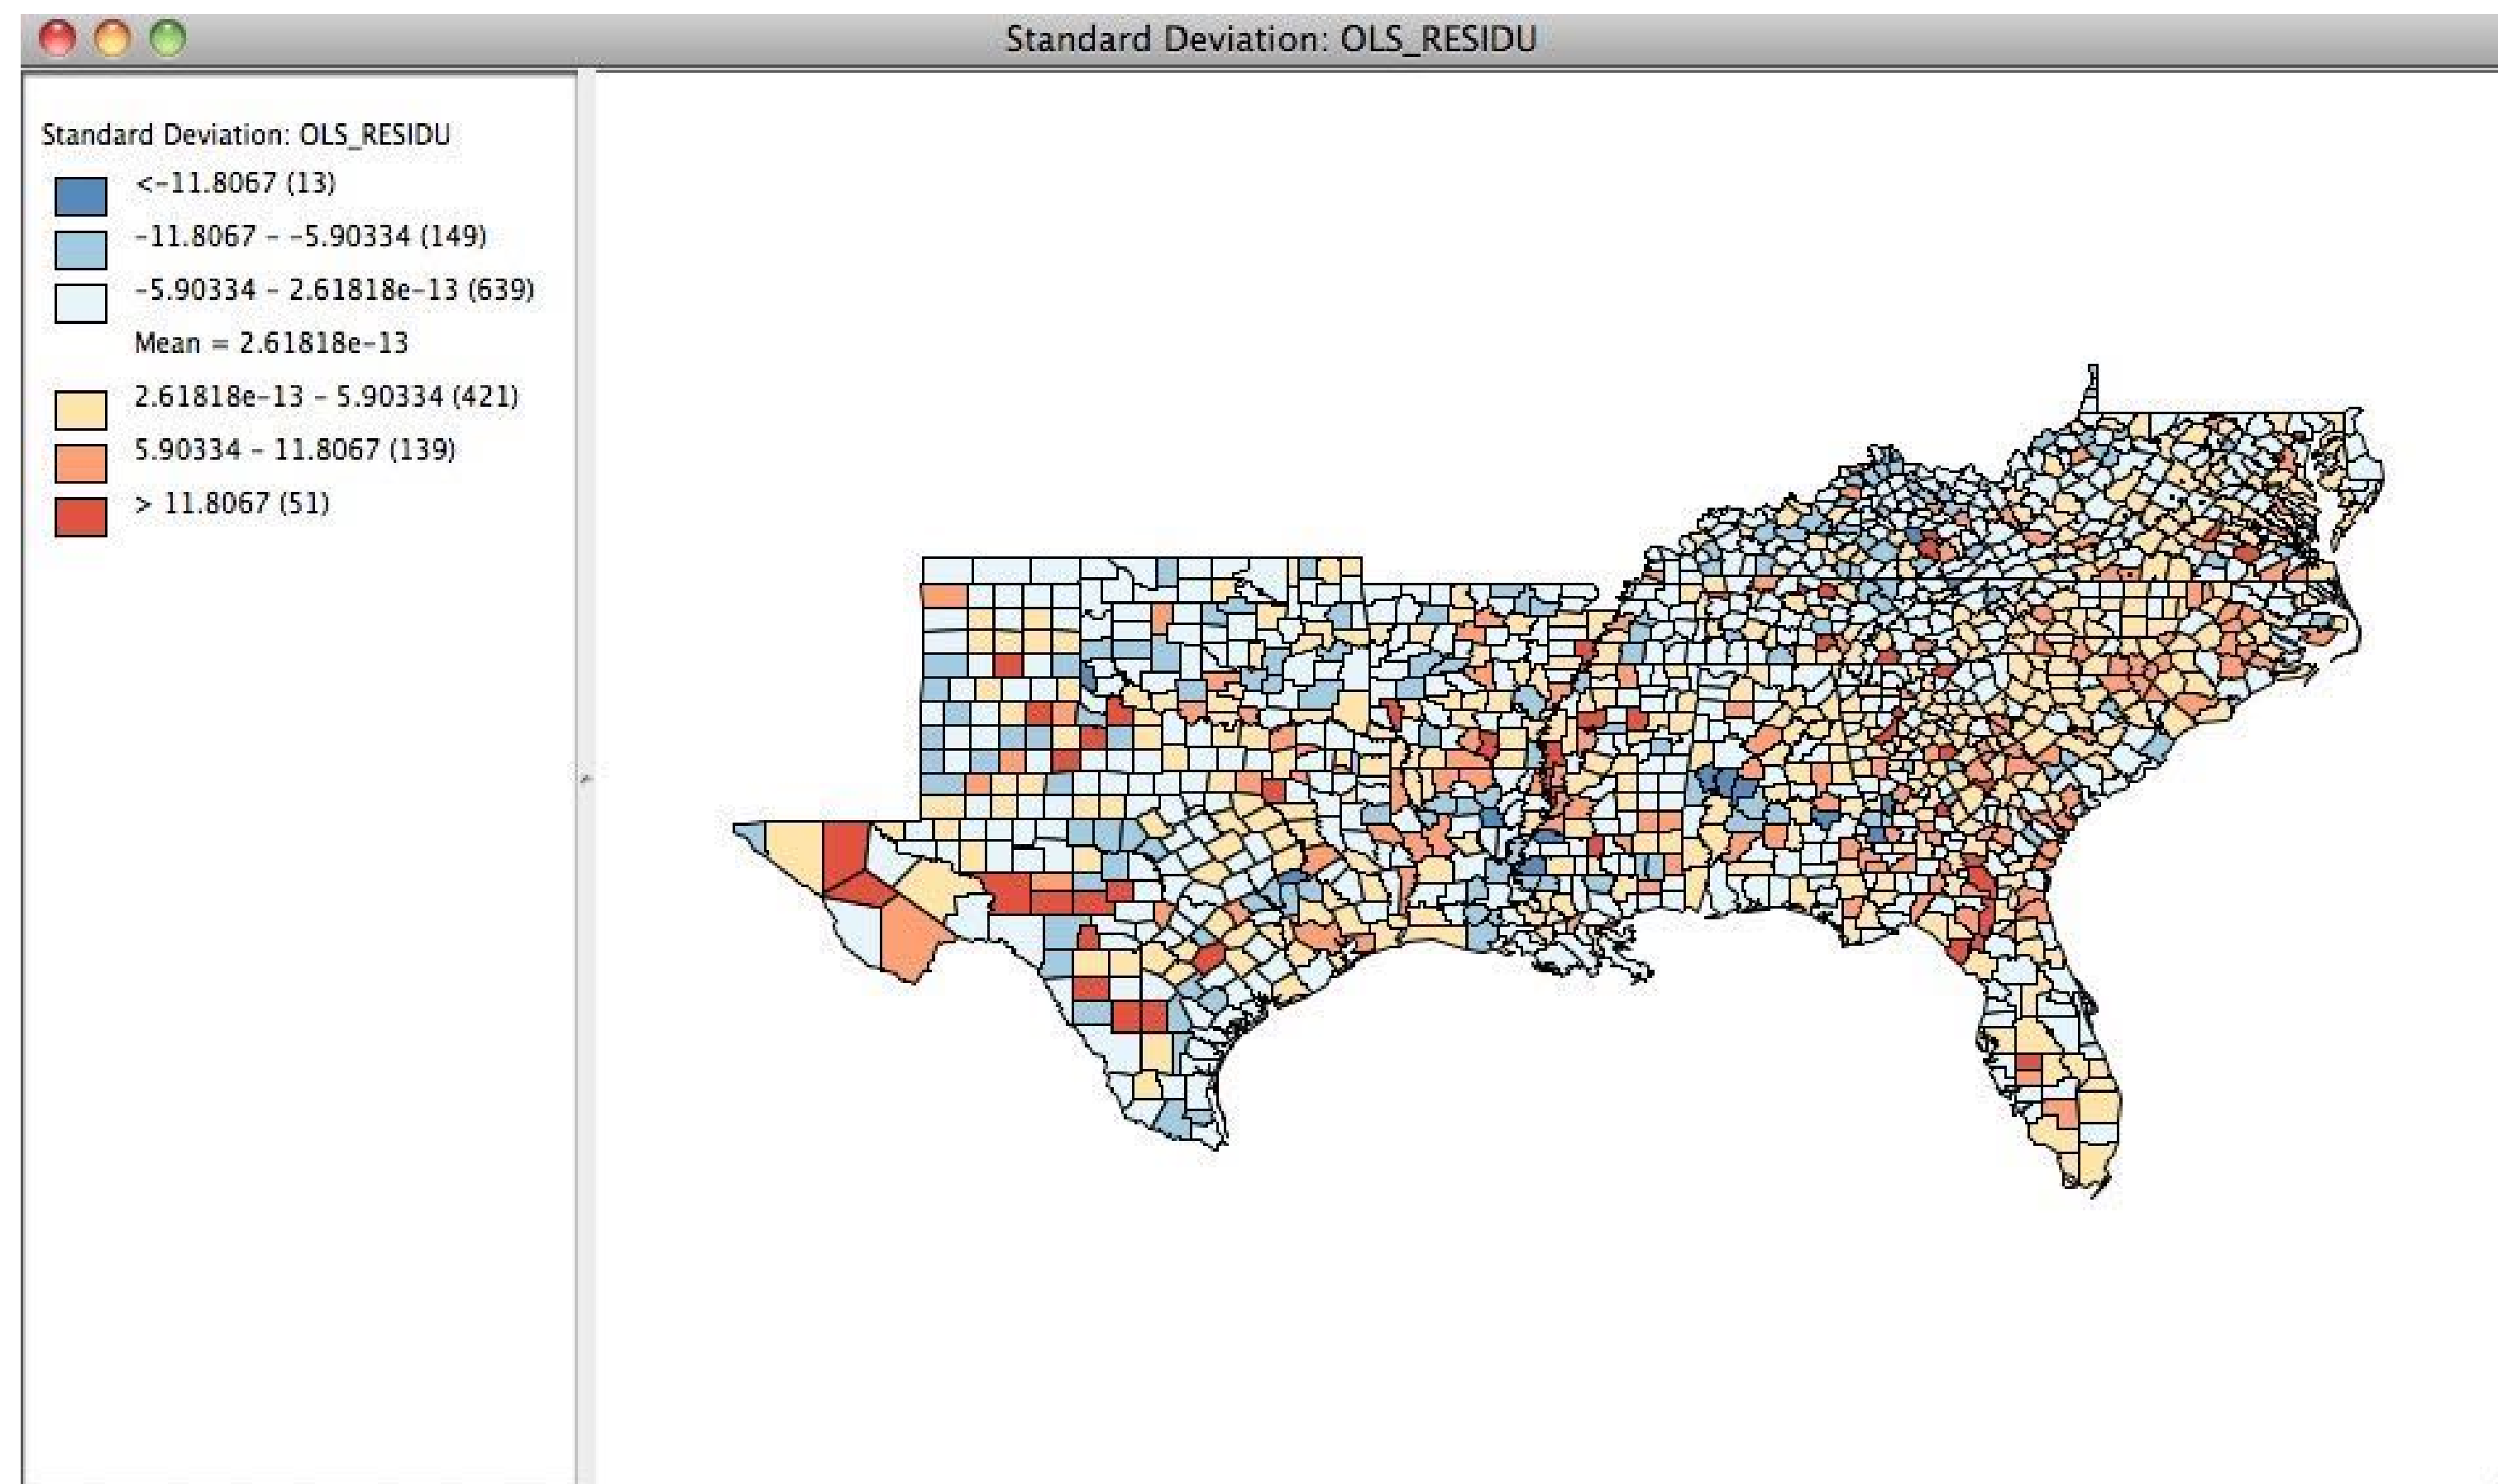 Standard Deviation: OLS_RESIDU
Standard Deviation: OLS_RESIDU
<-11.8067 (13)
-11.8067 - -5.90334 (149)
-5.90334 - 2.61818e-13 (639)
Mean = 2.61818e-13
2.61818e-13 - 5.90334 (421)
5.90334 - 11.8067 (139)
> 11.8067 (51)